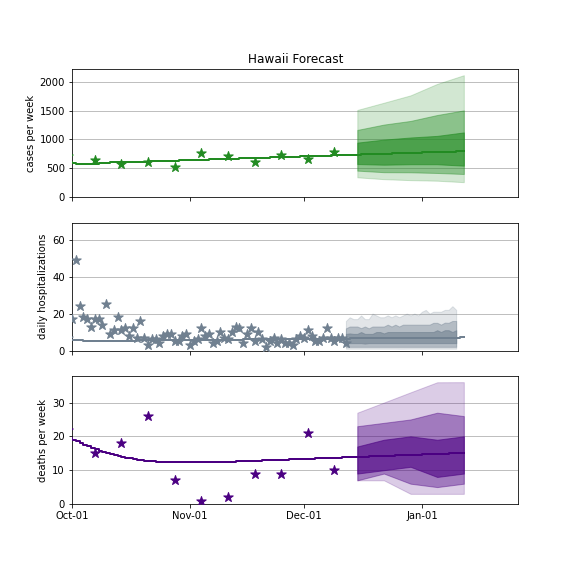 Hawaii Forecast
cases per week
2000
1500
1000
500
0
daily hospitalizations
60
40
20
0
deaths per week
30
20
10
0
Oct-01 Nov-01 Dec-01 Jan-01